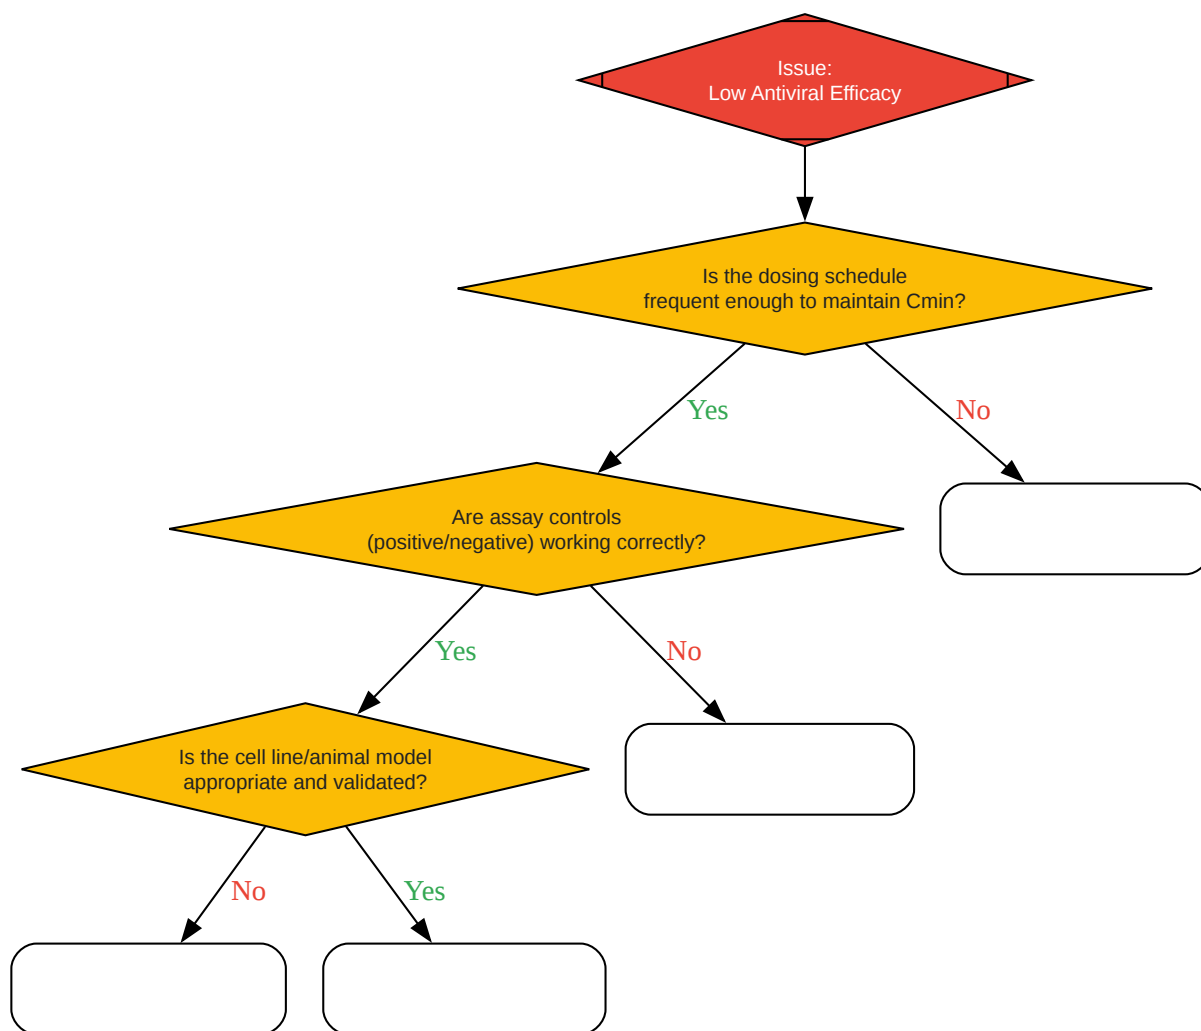 Issue:
Low Antiviral Efficacy
Is the dosing schedule
frequent enough to maintain Cmin?
Yes
No
Are assay controls
(positive/negative) working correctly?
Yes
No
Is the cell line/animal model
appropriate and validated?
No
Yes